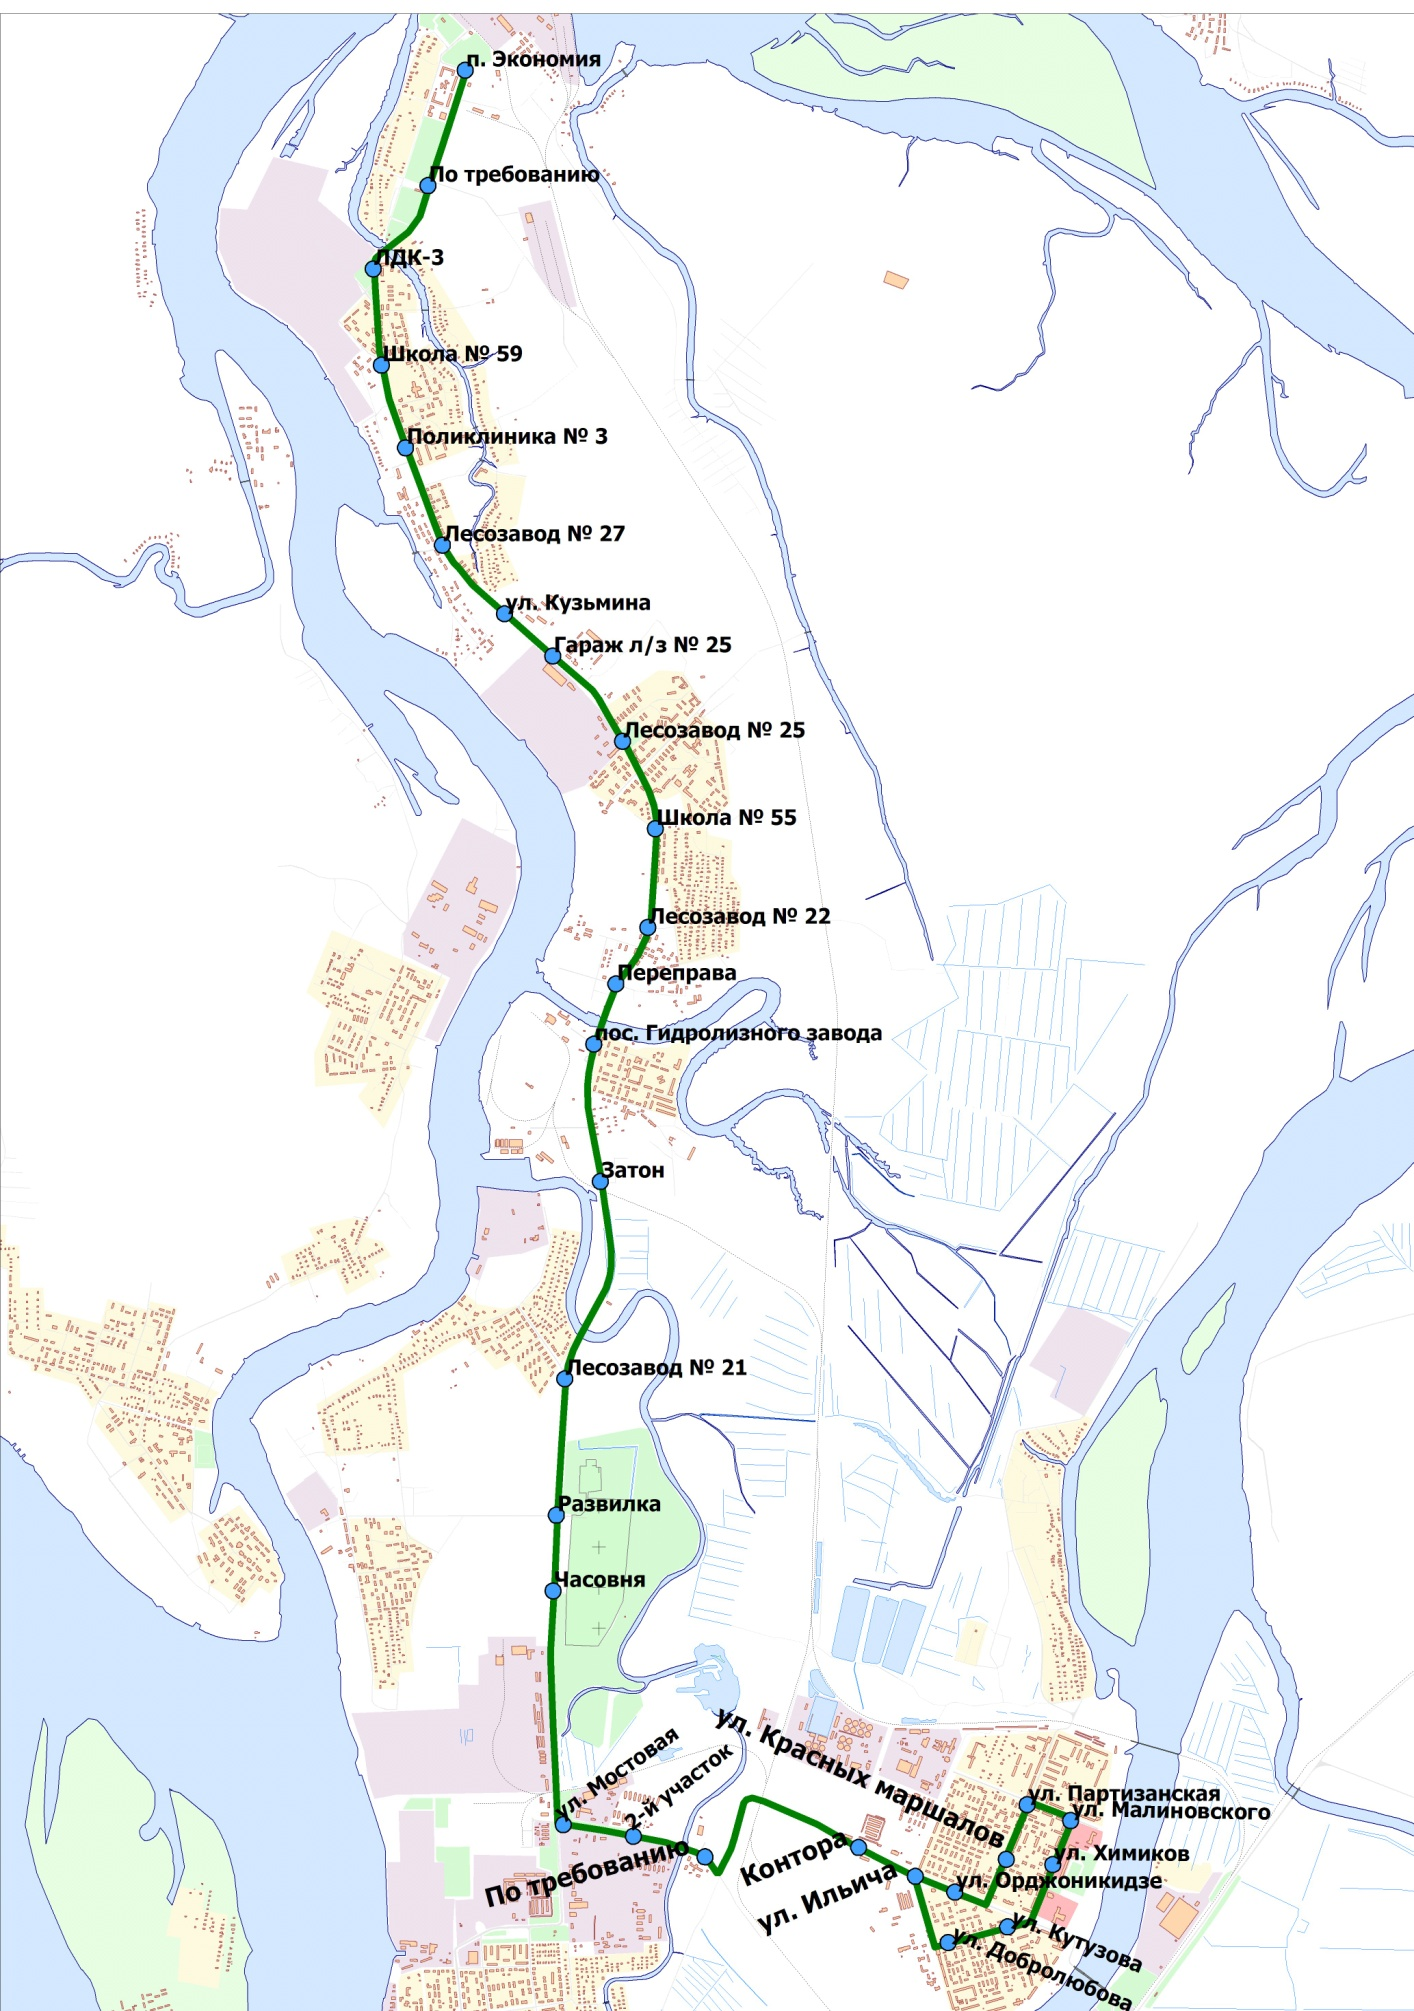 п. Экономия
По требованию
ЛДК-3
Школа № 59
Поликлиника № 3
Лесозавод № 27
ул. Кузьмина
Гараж л/з № 25
Лесозавод № 25
Школа № 55
Лесозавод № 22
Переправа
пос. Гидролизного завода
Затон
Лесозавод № 21
Развилка
Часовня
ул. Мостовая
2-й участок
По требованию
Контора
ул. Ильича
ул. Красных маршалов
ул. Партизанская
ул. Малиновского
ул. Химиков
ул. Орджоникидзе
ул. Кутузова
ул. Добролюбова